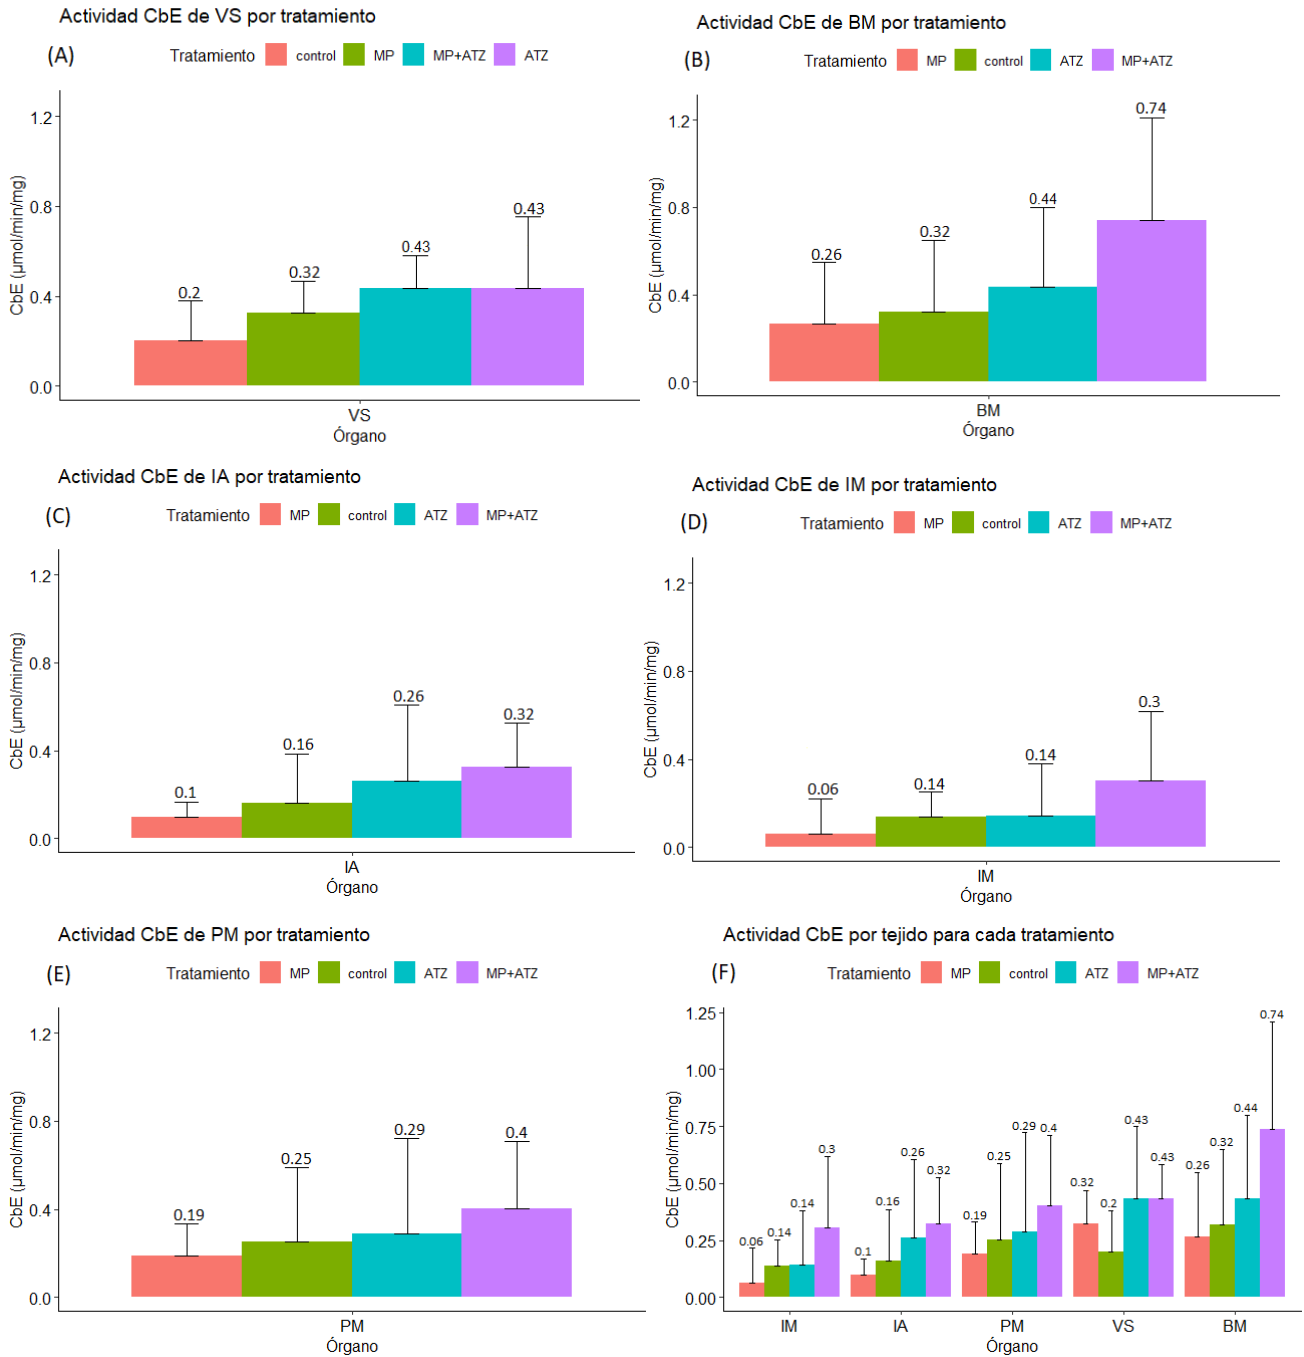 Actividad CbE de VS por tratamiento
(A)
Tratamiento control MP MP+ATZ ATZ
CbE (µmol/min/mg)
1.2
0.8
0.4
0.0
0.2
0.32
0.43
0.43
VS
Órgano
Actividad CbE de BM por tratamiento
(B)
Tratamiento MP control ATZ MP+ATZ
CbE (µmol/min/mg)
1.2
0.8
0.4
0.0
0.26
0.32
0.44
0.74
BM
Órgano
Actividad CbE de IA por tratamiento
(C)
Tratamiento MP control ATZ MP+ATZ
CbE (µmol/min/mg)
1.2
0.8
0.4
0.0
0.1
0.16
0.26
0.32
IA
Órgano
Actividad CbE de IM por tratamiento
(D)
Tratamiento MP control ATZ MP+ATZ
CbE (µmol/min/mg)
1.2
0.8
0.4
0.0
0.06
0.14
0.14
0.3
IM
Órgano
Actividad CbE de PM por tratamiento
(E)
Tratamiento MP control ATZ MP+ATZ
CbE (µmol/min/mg)
1.2
0.8
0.4
0.0
0.19
0.25
0.29
0.4
PM
Órgano
Actividad CbE por tejido para cada tratamiento
(F)
Tratamiento MP control ATZ MP+ATZ
CbE (µmol/min/mg)
1.25
1.00
0.75
0.50
0.25
0.00
0.06
0.14
0.14
0.3
0.1
0.16
0.26
0.32
0.19
0.25
0.29
0.4
0.32
0.2
0.43
0.43
0.26
0.32
0.44
0.74
IM IA PM VS BM
Órgano